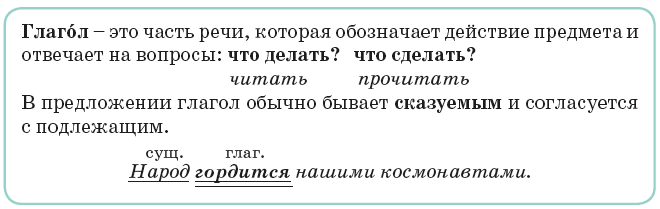 Глаго́л – это часть речи, которая обозначает действие предмета и
отвечает на вопросы: что делать? что сделать?
читать прочитать
В предложении глагол обычно бывает сказуемым и согласуется
с подлежащим.
сущ. глаг.
Народ гордится нашими космонавтами.